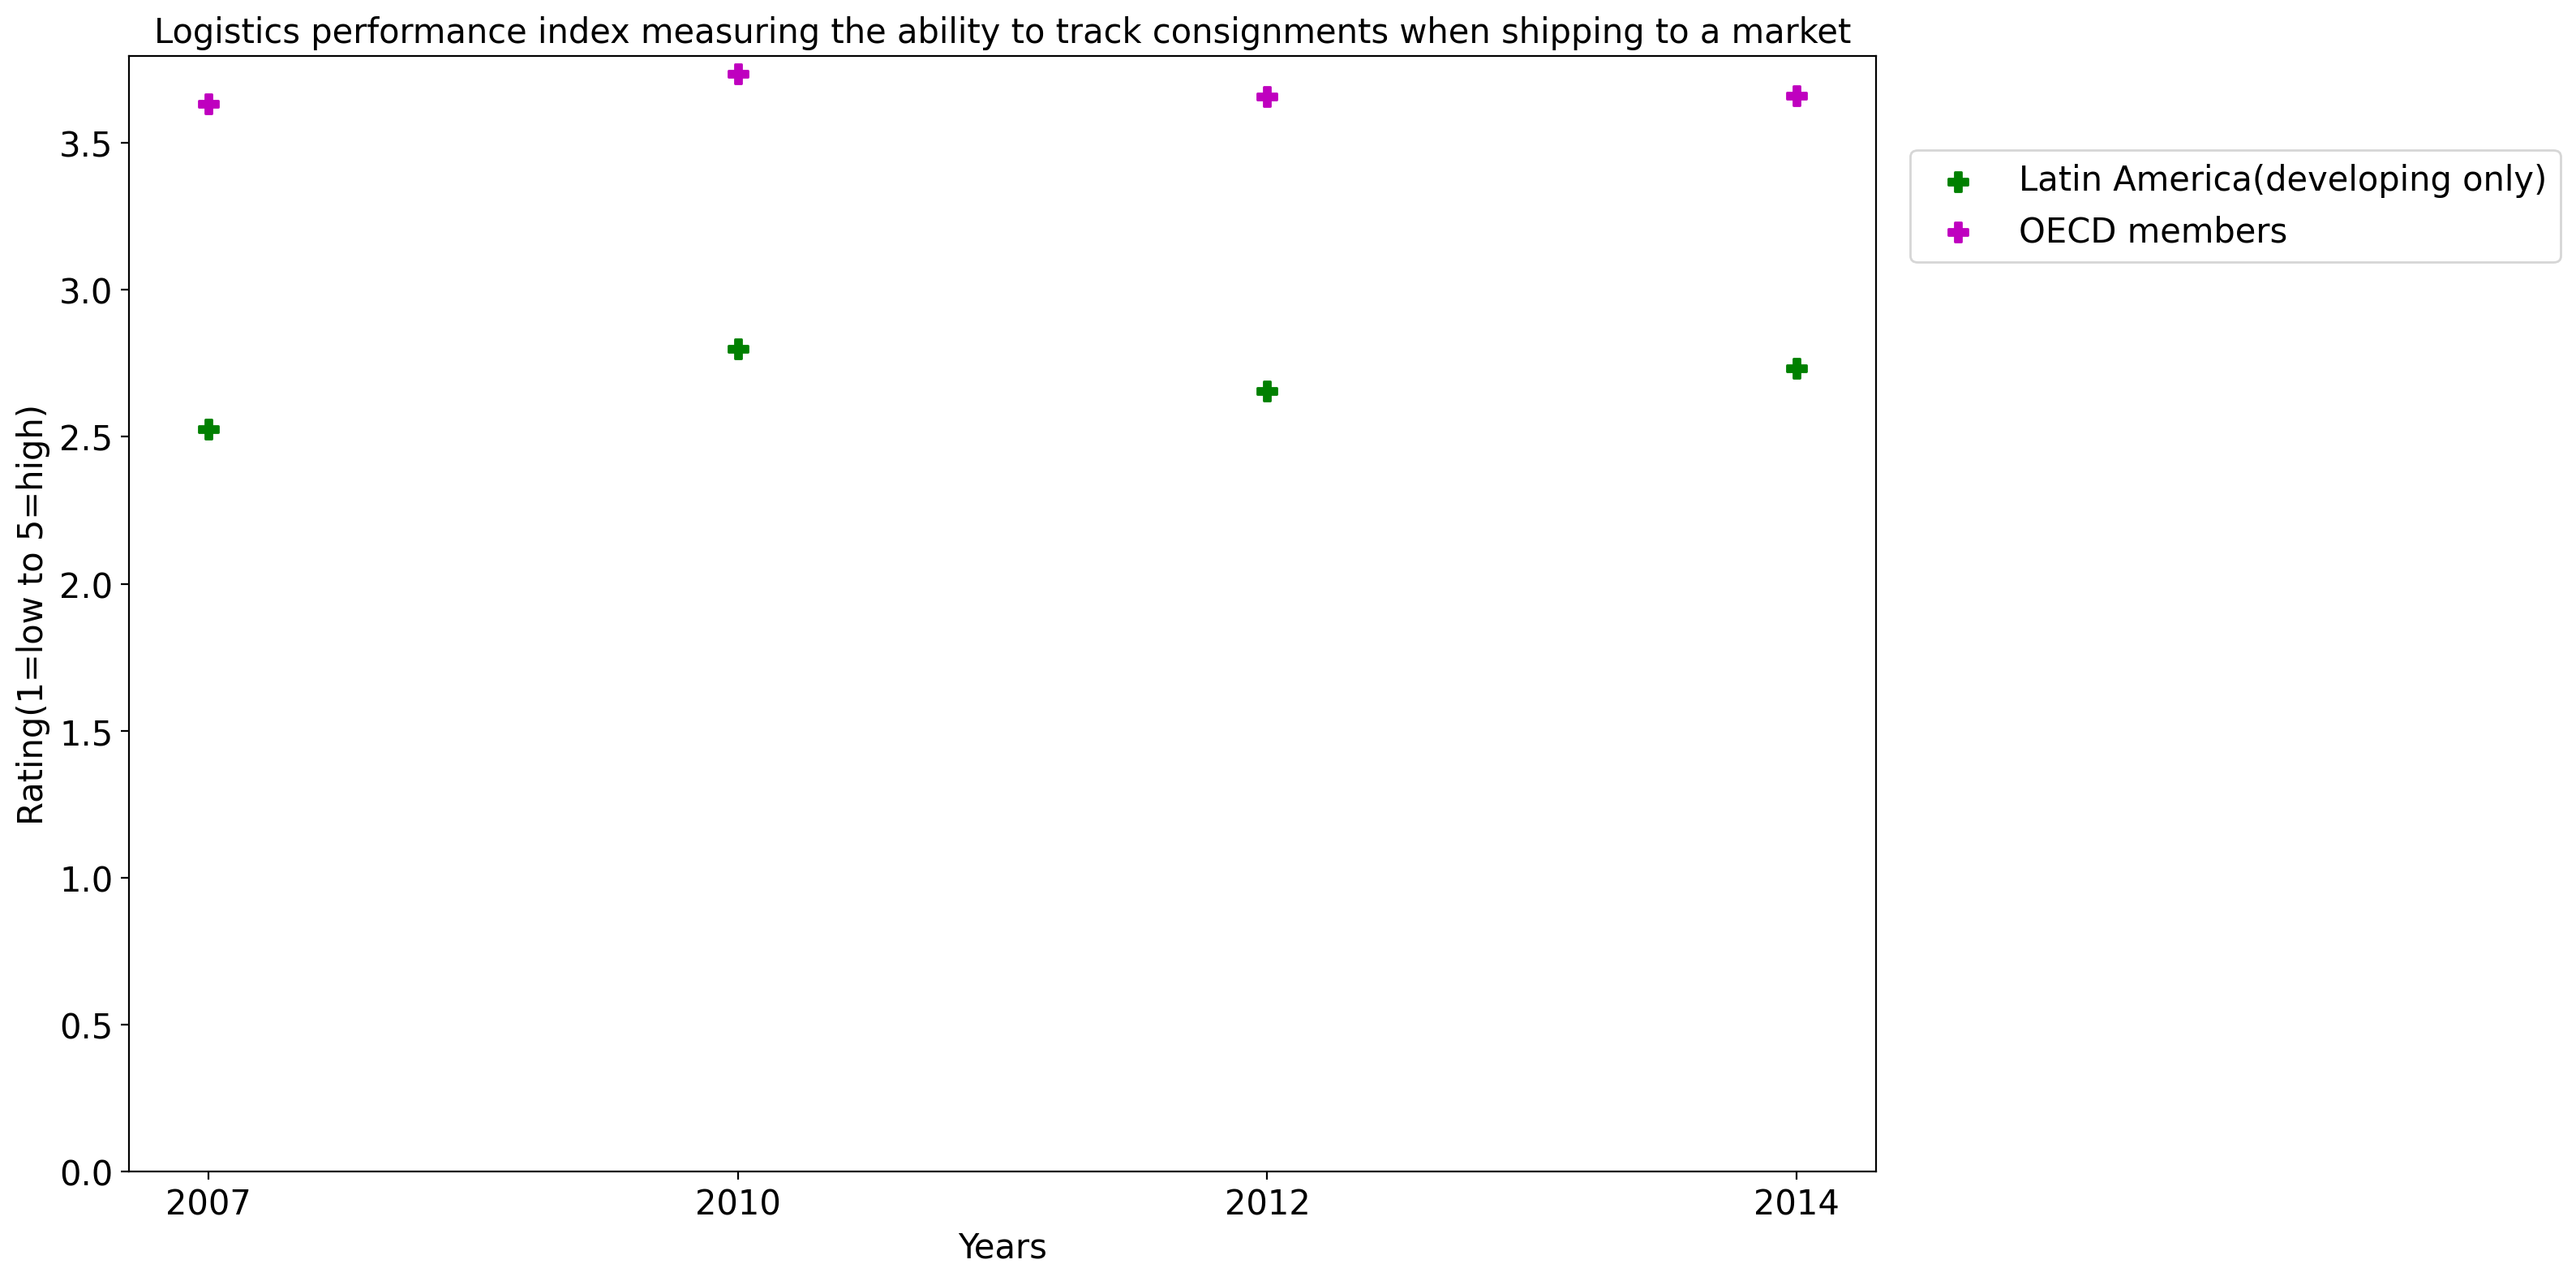 Logistics performance index measuring the ability to track consignments when shipping to a market
Rating(1=low to 5=high)
3.5
3.0
2.5
2.0
1.5
1.0
0.5
0.0
2007 2010 2012 2014
Years
Latin America(developing only)
OECD members